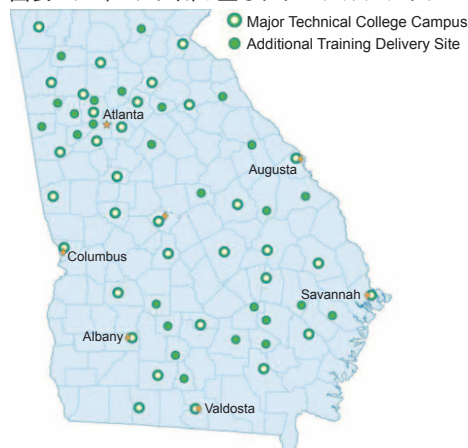 Major Technical College Campus
Additional Training Delivery Site
Atlanta
Augusta
Columbus
Savannah
Albany
Valdosta